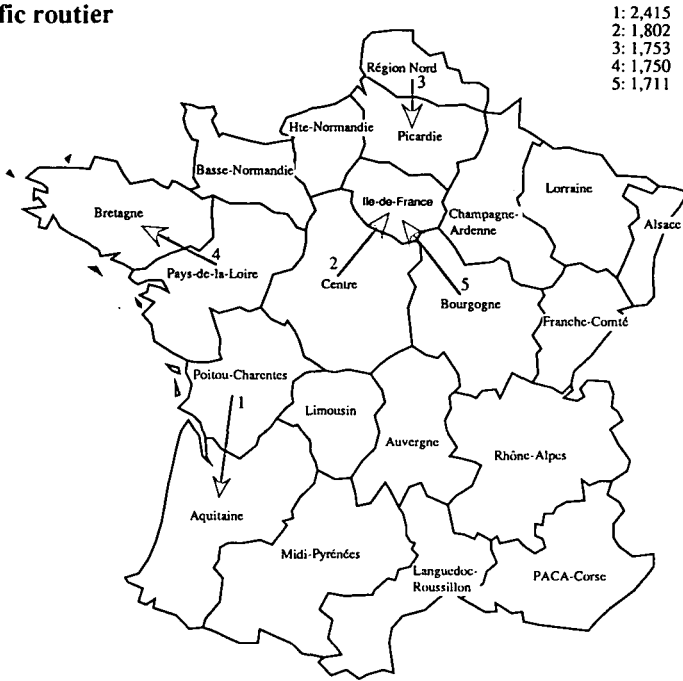 fic routier
1: 2,415
2: 1,802
3: 1,753
4: 1,750
5: 1,711
Région Nord
3
Hte-Normandie
Picardie
Basse-Normandie
Lorraine
Ile-de-France
Bretagne
Champagne-
Ardenne
Alsace
4
Pays-de-la-Loire
2
Centre
5
Bourgogne
Franche-Comté
Poitou-Charentes
1
Limousin
Auvergne
Rhône-Alpes
Aquitaine
Midi-Pyrénées
Languedoc-
Roussillon
PACA-Corse